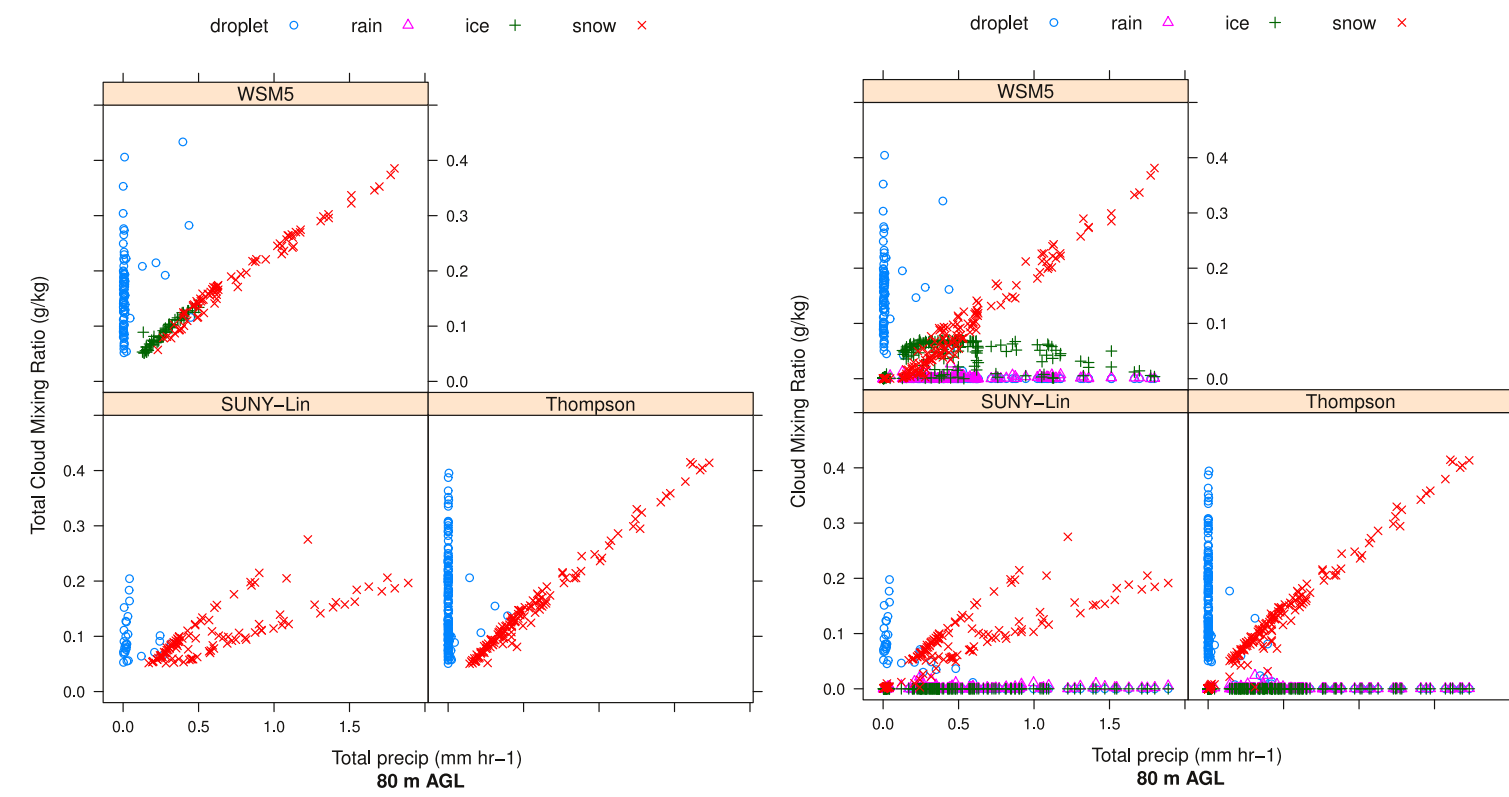 droplet rain ice snow
WSM5
0.4
0.3
0.2
0.1
0.0
SUNY−Lin Thompson
0.4
0.3
0.2
0.1
0.0
0.0 0.5 1.0 1.5
Total Cloud Mixing Ratio (g/kg)
Total precip (mm hr−1)
80 m AGL
droplet rain ice snow
WSM5
0.4
0.3
0.2
0.1
0.0
SUNY−Lin Thompson
0.4
0.3
0.2
0.1
0.0
0.0 0.5 1.0 1.5
Cloud Mixing Ratio (g/kg)
Total precip (mm hr−1)
80 m AGL